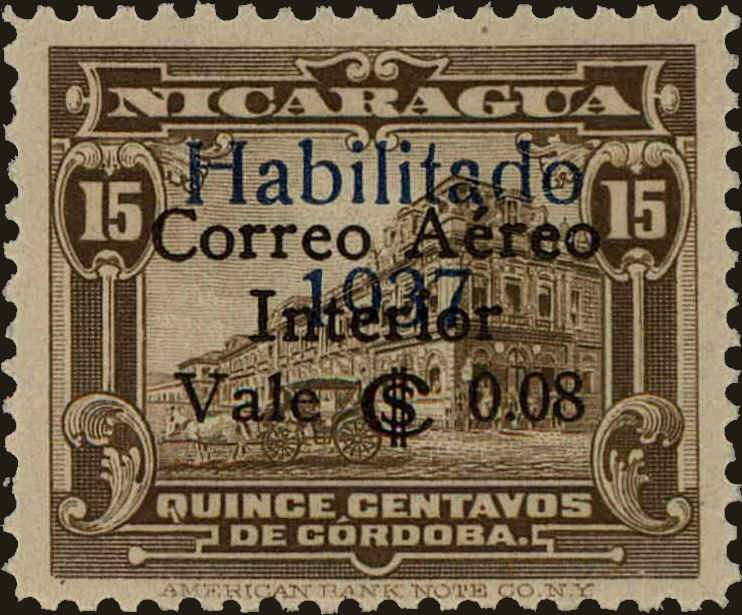 NICARAGUA
Habilitado
15 15
Correo Aéreo
1937
Interior
Vale C$ 0.08
QUINCE CENTAVOS
DE CÓRDOBA.
AMERICAN BANK NOTE CO. N.Y.